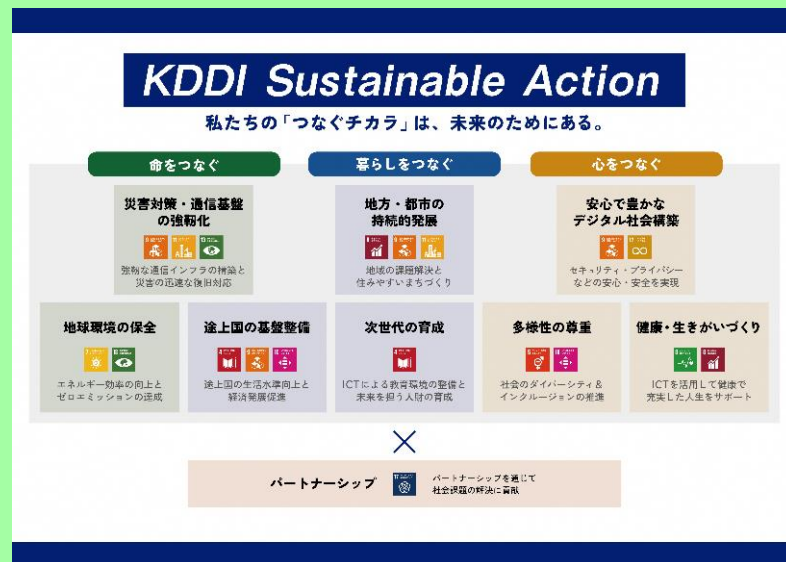 KDDI Sustainable Action
私たちの「つなぐチカラ」は、未来のためにある。
命をつなぐ
暮らしをつなぐ
心をつなぐ
災害対策・通信基盤
の強靭化
強靭な通信インフラの構築と
災害の迅速な復旧対応
地方・都市の
持続的発展
地域の課題解決と
住みやすいまちづくり
安心で豊かな
デジタル社会構築
セキュリティ・プライバシー
などの安心・安全を実現
地球環境の保全
エネルギー効率の向上と
ゼロエミッションの達成
途上国の基盤整備
途上国の生活水準向上と
経済発展促進
次世代の育成
ICTによる教育環境の整備と
未来を担う人財の育成
多様性の尊重
社会のダイバーシティ&
インクルージョンの推進
健康・生きがいづくり
ICTを活用して健康で
充実した人生をサポート
×
パートナーシップ
パートナーシップを通じて
社会課題の解決に貢献